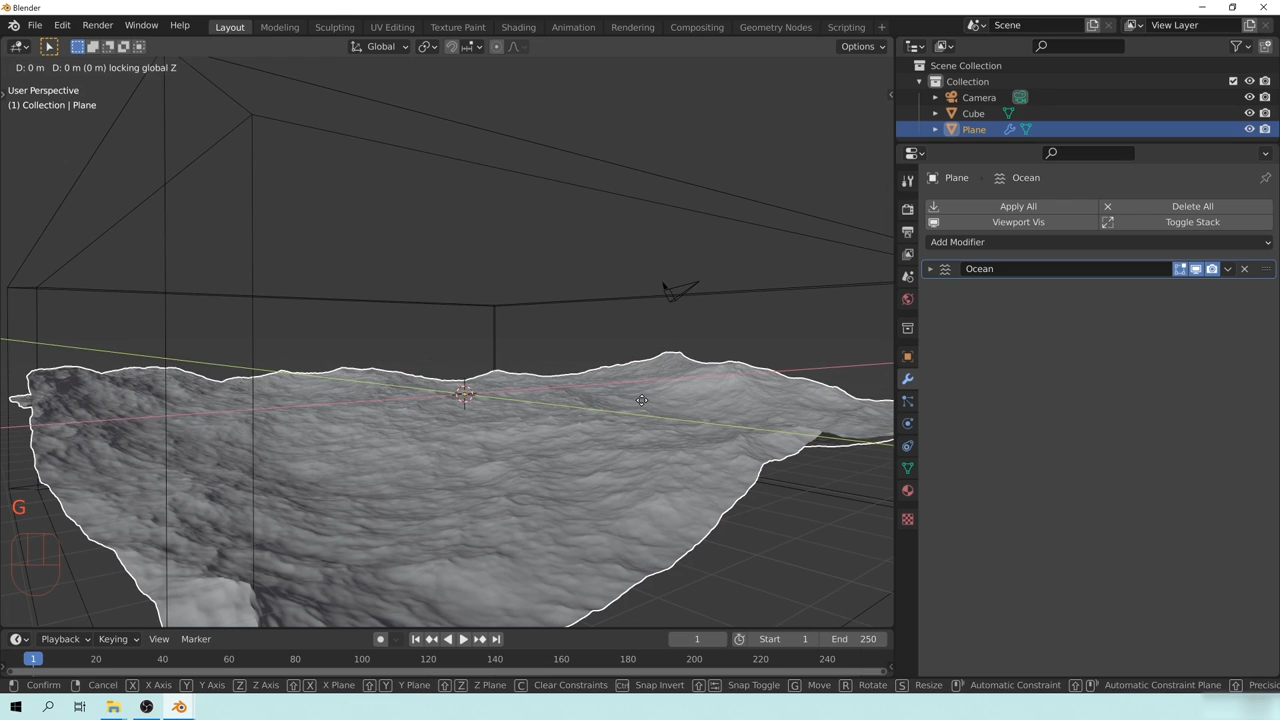 Blender
File Edit Render Window Help
Layout Modeling Sculpting UV Editing Texture Paint Shading Animation Rendering Compositing Geometry Nodes Scripting +
Scene
View Layer
Global
Options
D: 0 m D: 0 m (0 m) locking global Z
User Perspective
(1) Collection | Plane
Scene Collection
Collection
Camera
Cube
Plane
Plane Ocean
Apply All
DelAll
Viewport Vis
Toggle Stack
Add Modifier
Ocean
G
Playback Keying View Marker
1
Start 1
End 250
1 20 40 60 80 100 120 140 160 180 200 220 240
Confirm Cancel X X Axis Y Y Axis Z Z Axis X X Plane Y Y Plane Z Z Plane C Clear Constraints Ctrl Snap Invert Snap Toggle G Move R Rotate S Resize Automatic Constraint Automatic Constraint Plane Precisio